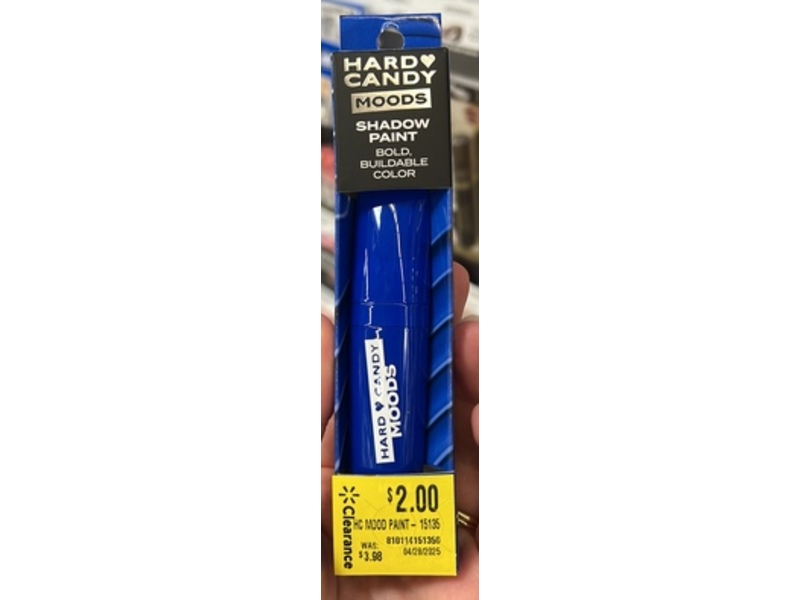 HARD♥
CANDY
MOODS
SHADOW
PAINT
BOLD,
BUILDABLE
COLOR
HARD ♥ CANDY
MOODS
Clearance
$2.00
HC MOOD PAINT - 15135
WAS: 810114151350
$3.98 04/28/2025